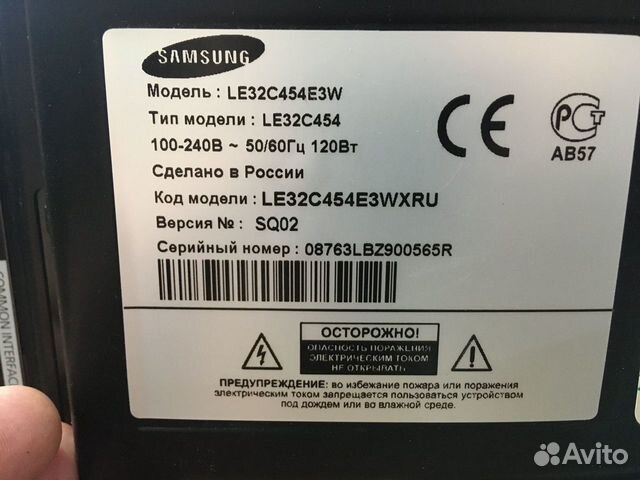 SAMSUNG
Модель : LE32C454E3W
Тип модели : LE32C454
100-240В ~ 50/60Гц 120Вт
Сделано в России
Код модели : LE32C454E3WXRU
Версия № : SQ02
Серийный номер : 08763LBZ900565R
CE
РСТ
АВ57
ОСТОРОЖНО!
ОПАСНОСТЬ ПОРАЖЕНИЯ
ЭЛЕКТРИЧЕСКИМ ТОКОМ
НЕ ОТКРЫВАТЬ
ПРЕДУПРЕЖДЕНИЕ: во избежание пожара или поражения
электрическим током запрещается пользоваться устройством
под дождем или во влажной среде.
COMMON INTERFAC
Avito